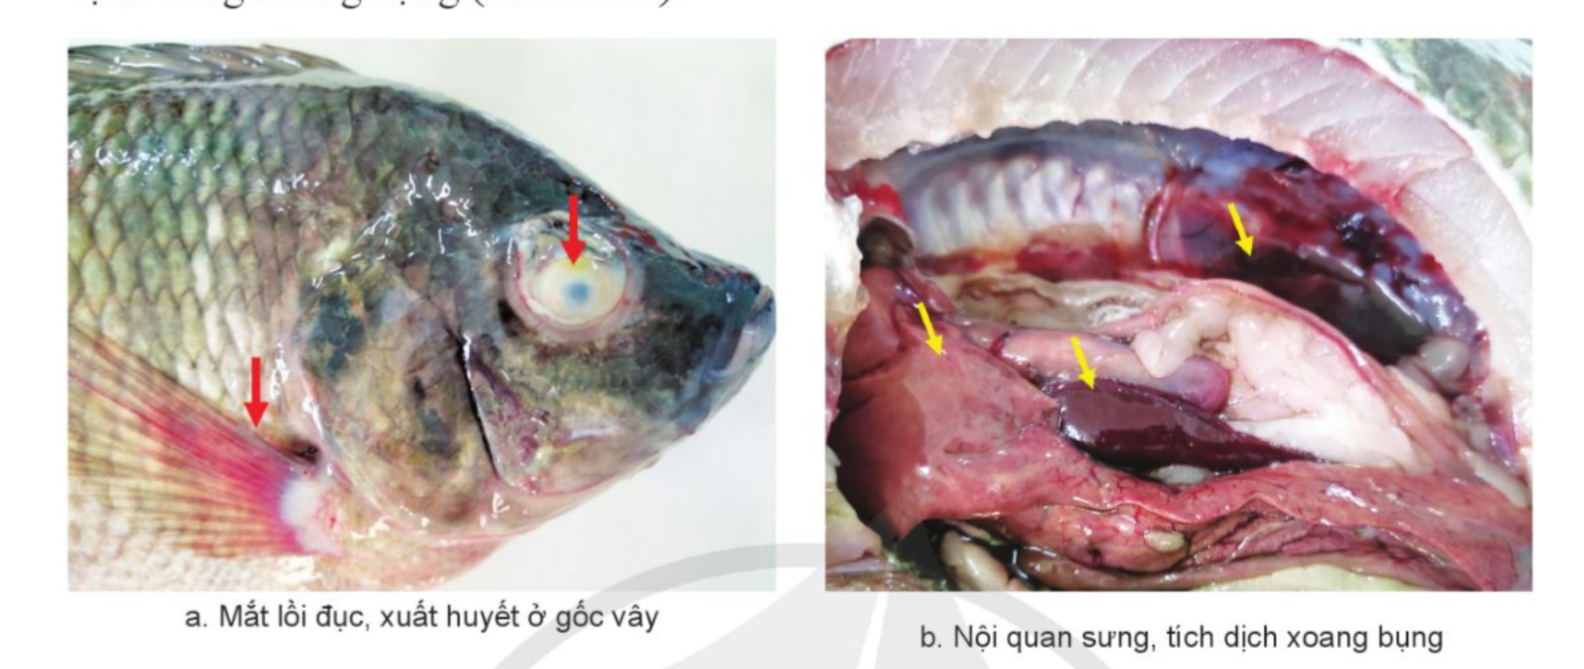 a. Mắt lồi đục, xuất huyết ở gốc vây
b. Nội quan sưng, tích dịch xoang bụng